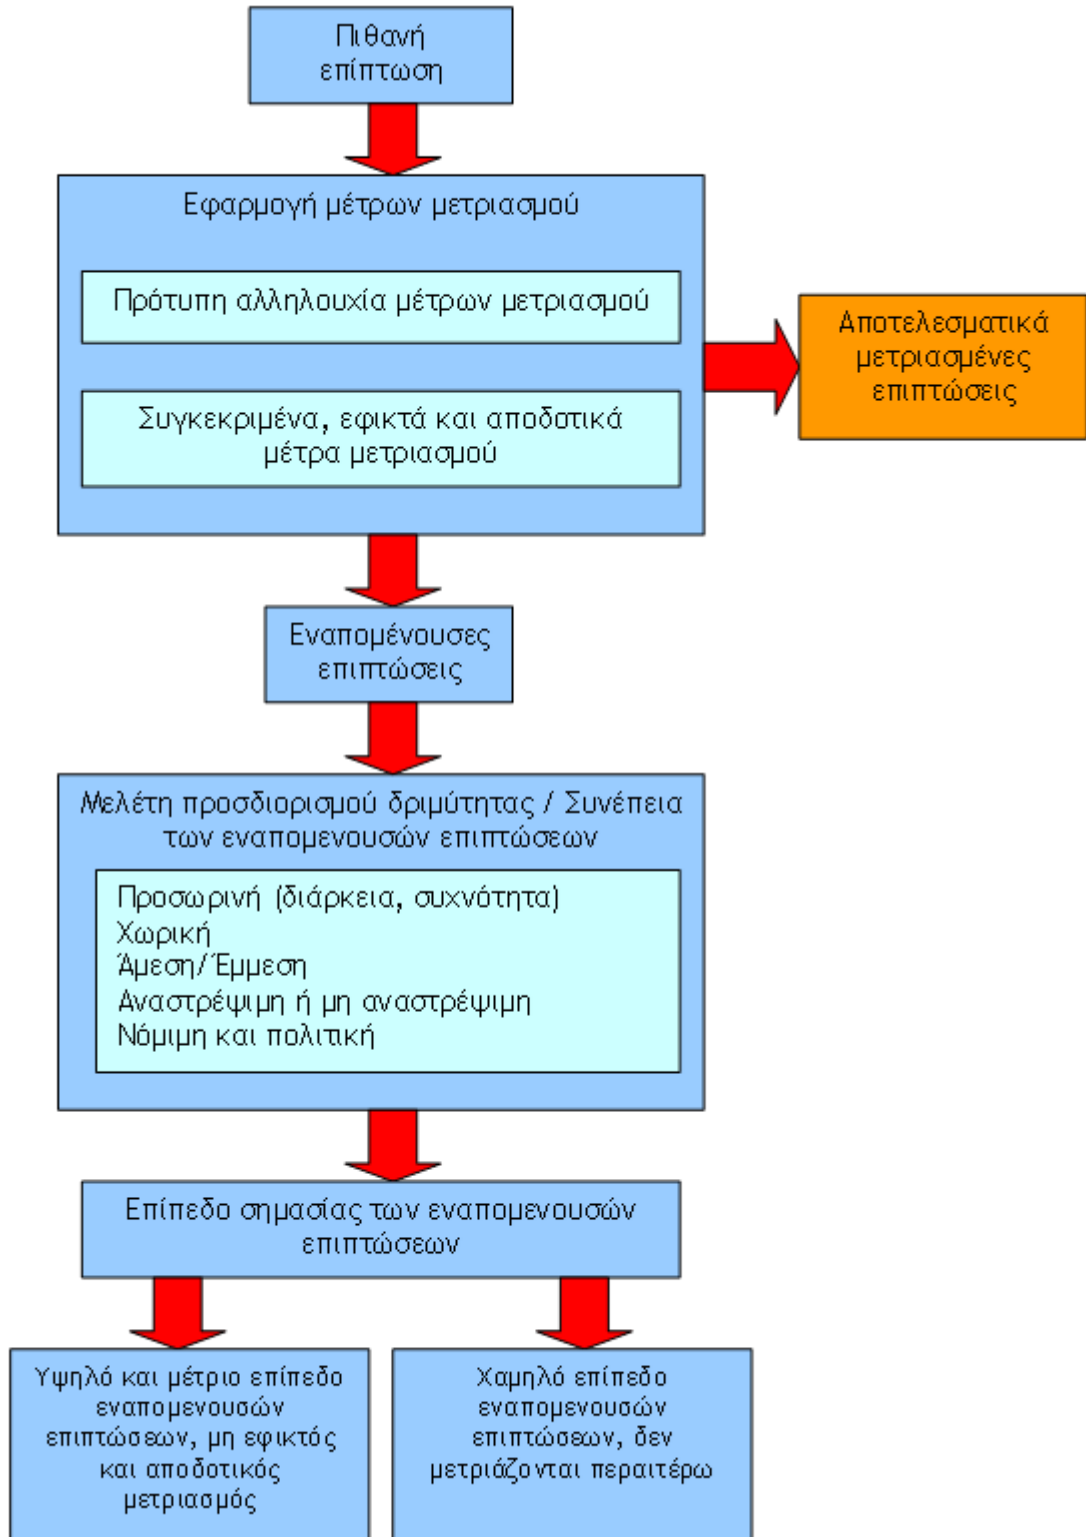 Πιθανή
επίπτωση
Εφαρμογή μέτρων μετριασμού
Πρότυπη αλληλουχία μέτρων μετριασμού
Συγκεκριμένα, εφικτά και αποδοτικά
μέτρα μετριασμού
Αποτελεσματικά
μετριασμένες
επιπτώσεις
Εναπομένουσες
επιπτώσεις
Μελέτη προσδιορισμού δριμύτητας / Συνέπεια
των εναπομενουσών επιπτώσεων
Προσωρινή (διάρκεια, συχνότητα)
Χωρική
Άμεση/Έμμεση
Αναστρέψιμη ή μη αναστρέψιμη
Νόμιμη και πολιτική
Επίπεδο σημασίας των εναπομενουσών
επιπτώσεων
Υψηλό και μέτριο επίπεδο
εναπομενουσών
επιπτώσεων, μη εφικτός
και αποδοτικός
μετριασμός
Χαμηλό επίπεδο
εναπομενουσών
επιπτώσεων, δεν
μετριάζονται περαιτέρω